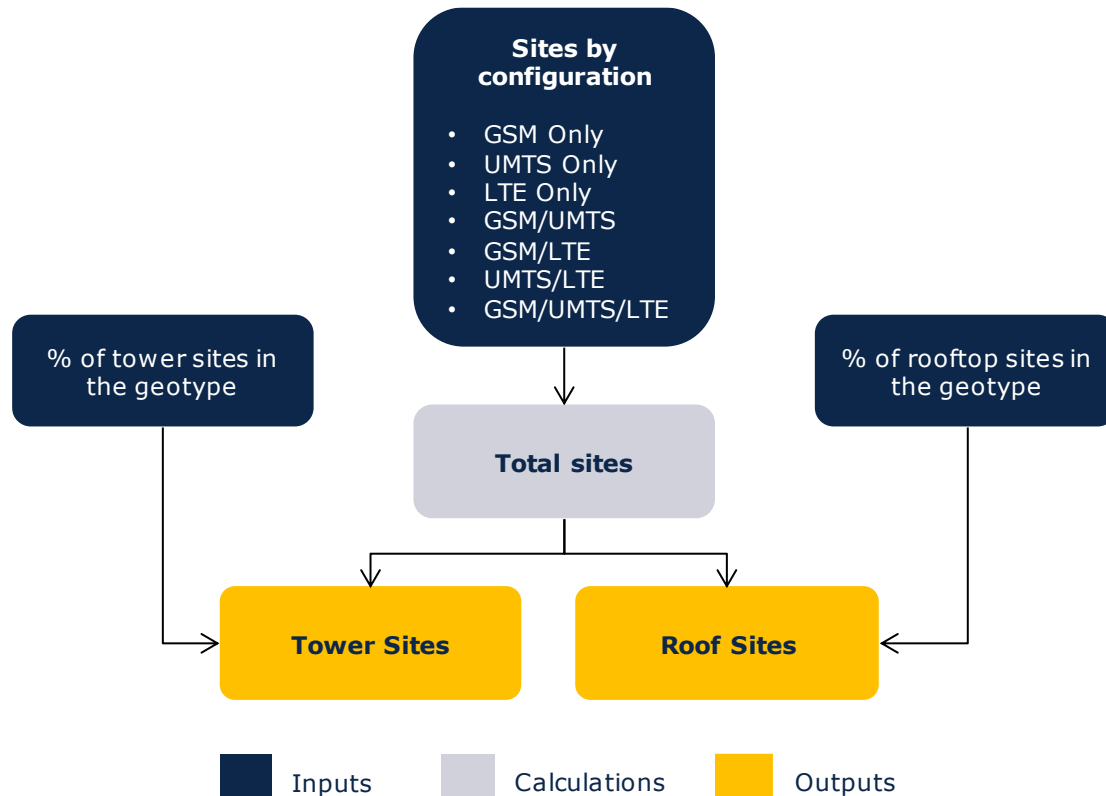 Sites by
configuration
• GSM Only
• UMTS Only
• LTE Only
• GSM/UMTS
• GSM/LTE
• UMTS/LTE
• GSM/UMTS/LTE
% of tower sites in
the geotype
% of rooftop sites in
the geotype
Total sites
Tower Sites
Roof Sites
Inputs
Calculations
Outputs